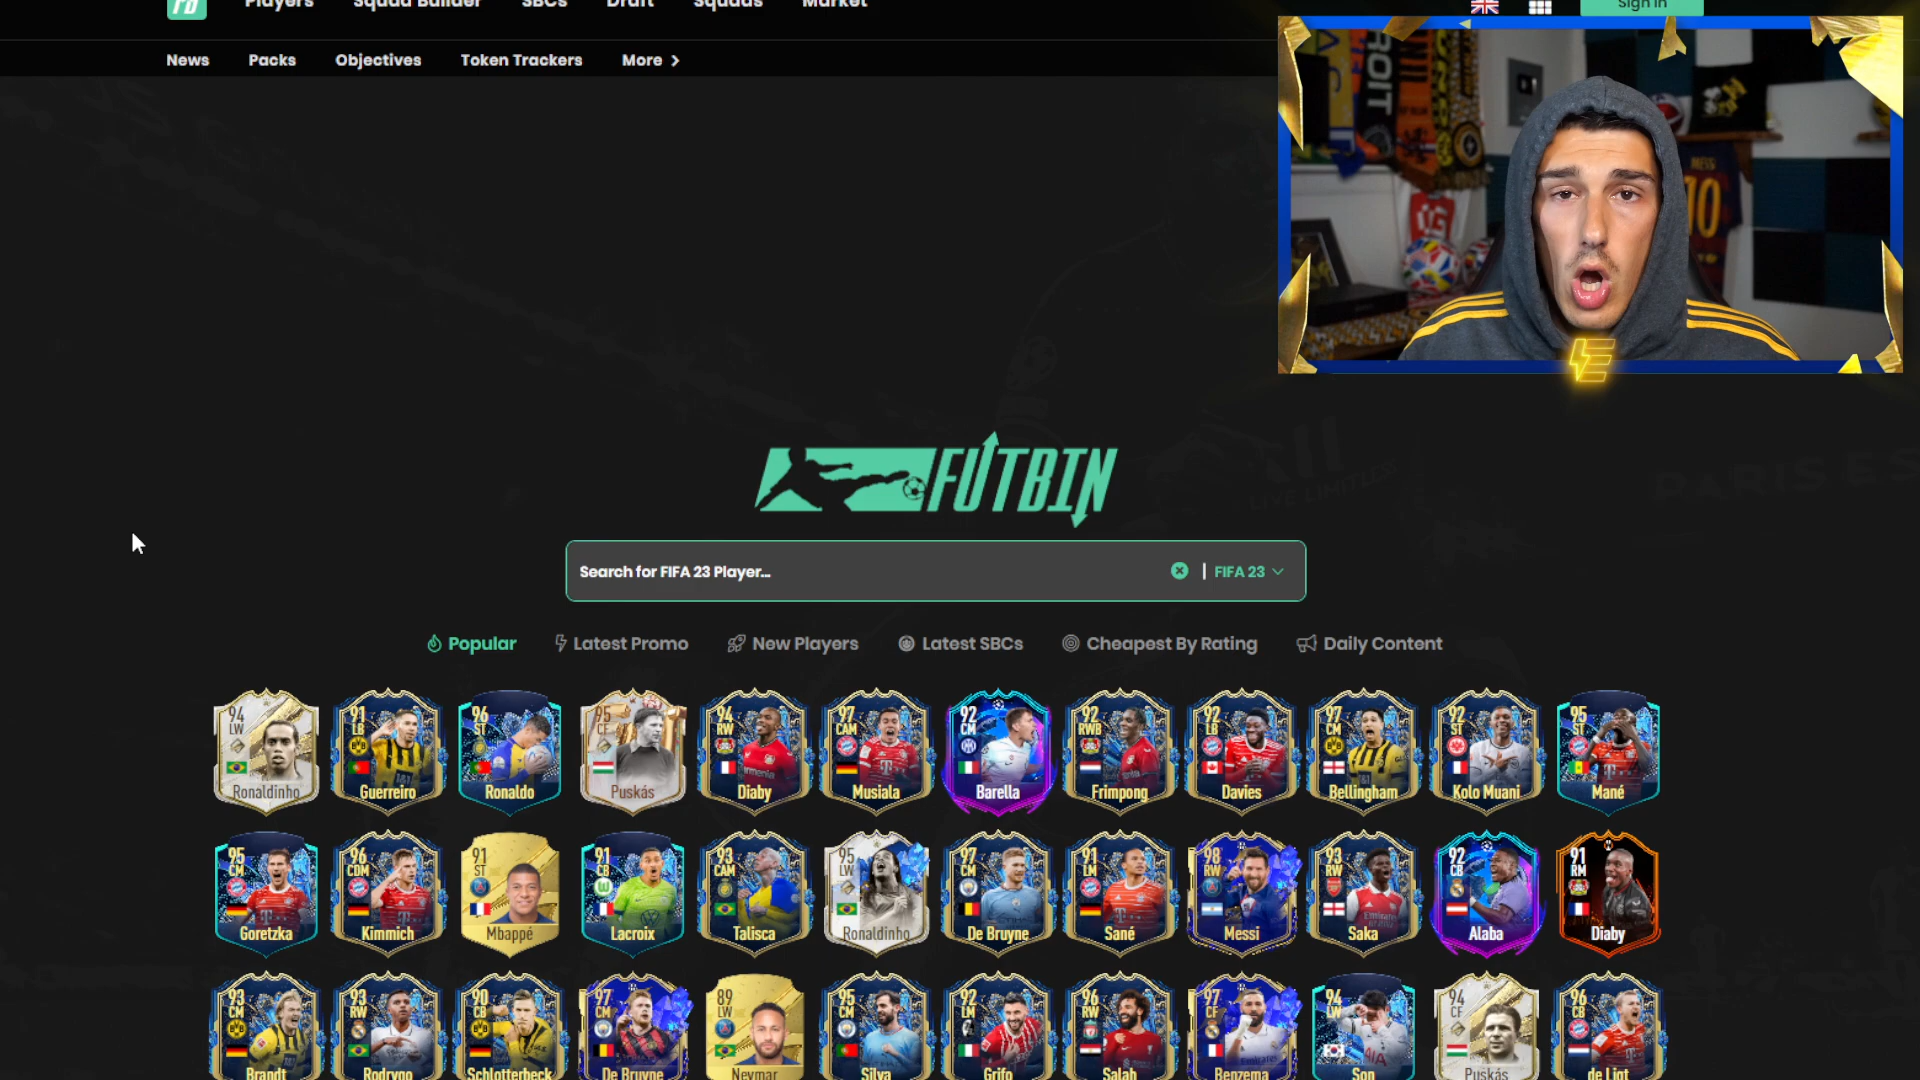 Players Squad Builder SBCs Draft Squads Market Sign in
News Packs Objectives Token Trackers More
FUTBIN
Search for FIFA 23 Player... | FIFA 23
Popular Latest Promo New Players Latest SBCs Cheapest By Rating Daily Content
94 LW Ronaldinho
91 LB Guerreiro
96 ST Ronaldo
95 CF Puskás
94 RW Diaby
97 CAM Musiala
92 CM Barella
92 RWB Frimpong
92 LB Davies
97 CM Bellingham
92 ST Kolo Muani
95 ST Mané
95 CM Goretzka
96 CDM Kimmich
91 ST Mbappé
91 CB Lacroix
93 CAM Talisca
95 LW Ronaldinho
97 CM De Bruyne
91 LM Sané
98 RW Messi
93 RW Saka
92 CB Alaba
91 RM Diaby
93 CM Brandt
93 RW Rodrygo
90 CB Schlotterbeck
97 CM De Bruyne
89 LW Neymar
95 CM Silva
92 LM Grifo
96 RW Salah
97 CF Benzema
94 LW Son
94 CF Puskás
96 CB de Ligt